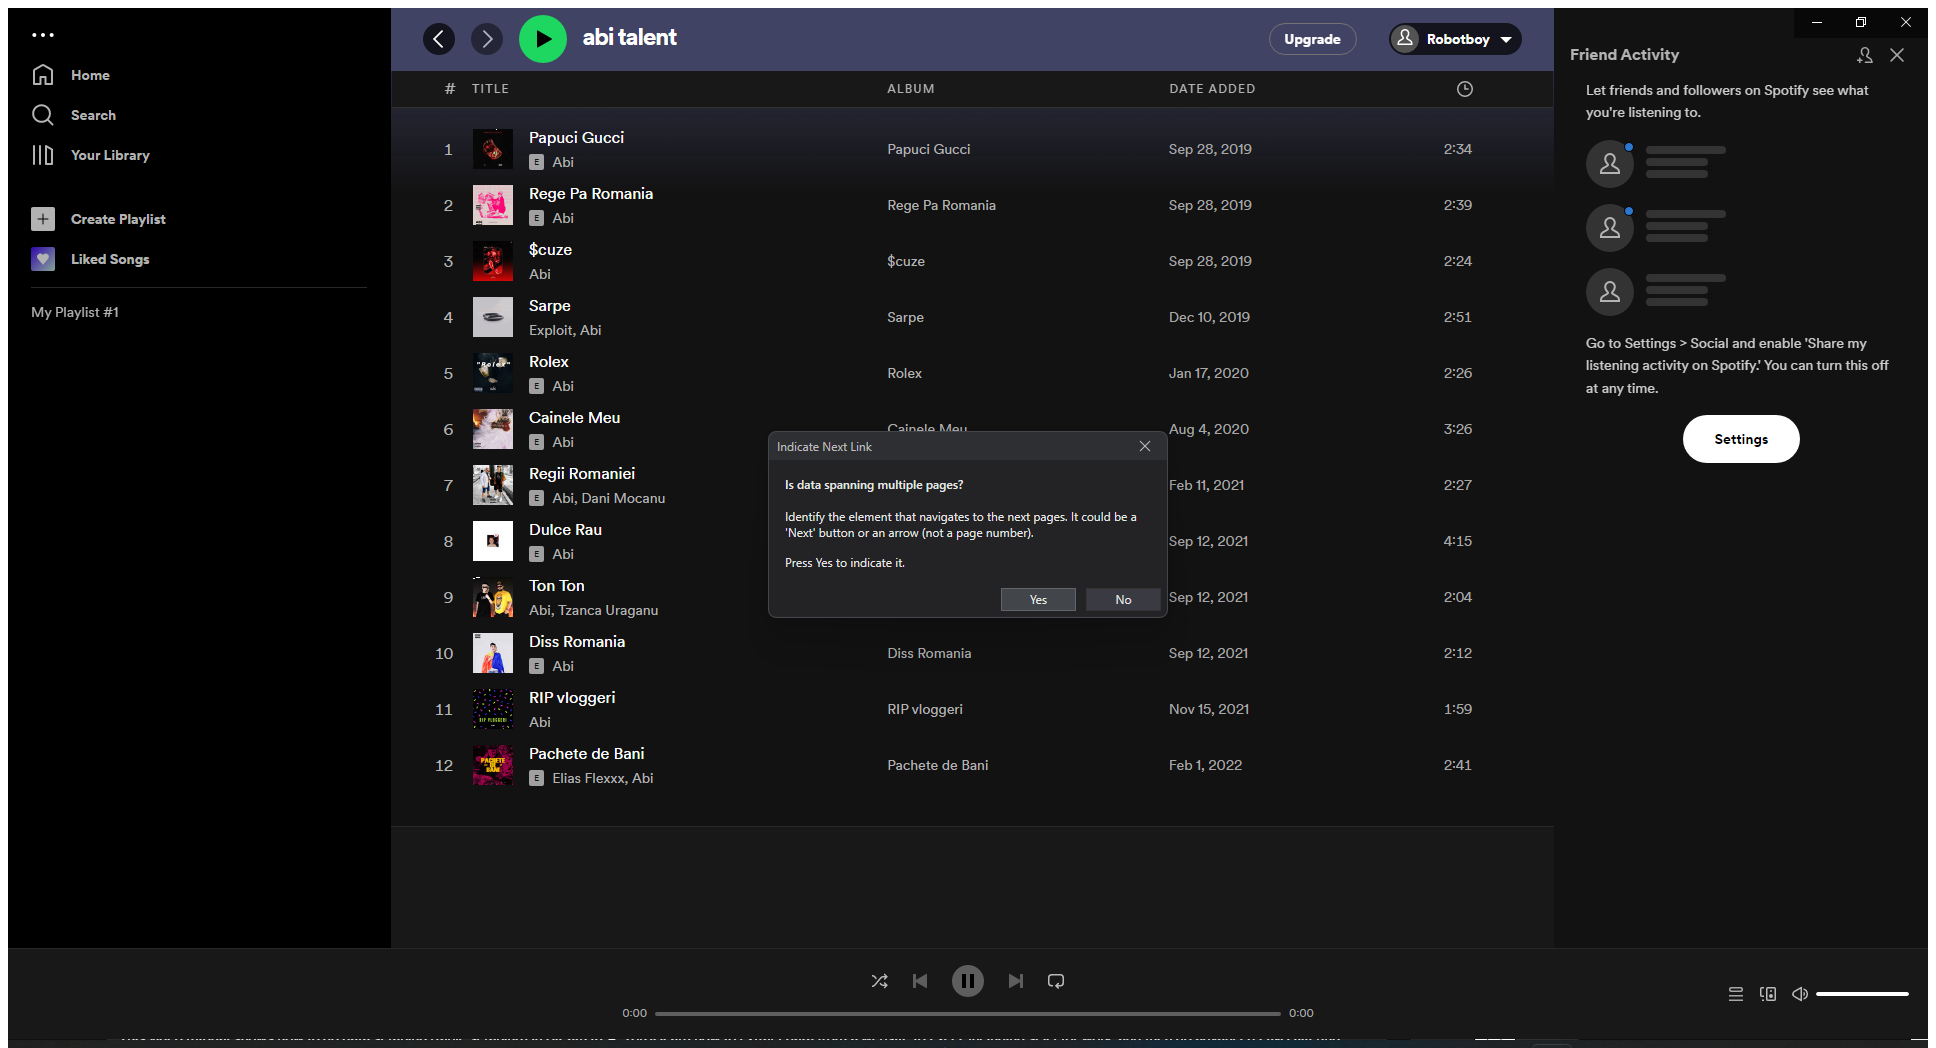 Home
Search
Your Library
Create Playlist
Liked Songs
My Playlist #1
abi talent
Upgrade
Robotboy
# TITLE ALBUM DATE ADDED
1 Papuci Gucci Papuci Gucci Sep 28, 2019 2:34
E Abi
2 Rege Pa Romania Rege Pa Romania Sep 28, 2019 2:39
E Abi
3 $cuze $cuze Sep 28, 2019 2:24
Abi
4 Sarpe Sarpe Dec 10, 2019 2:51
Exploit, Abi
5 Rolex Rolex Jan 17, 2020 2:26
E Abi
6 Cainele Meu Cainele Meu Aug 4, 2020 3:26
E Abi
7 Regii Romaniei Feb 11, 2021 2:27
E Abi, Dani Mocanu
8 Dulce Rau Sep 12, 2021 4:15
E Abi
9 Ton Ton Sep 12, 2021 2:04
Abi, Tzanca Uraganu
10 Diss Romania Diss Romania Sep 12, 2021 2:12
E Abi
11 RIP vloggeri RIP vloggeri Nov 15, 2021 1:59
Abi
12 Pachete de Bani Pachete de Bani Feb 1, 2022 2:41
E Elias Flexxx, Abi
"Rolex"
RIP VLOGGERI
PACHETE
DE
BANI
Indicate Next Link
Is data spanning multiple pages?
Identify the element that navigates to the next pages. It could be a
'Next' button or an arrow (not a page number).
Press Yes to indicate it.
Yes No
Friend Activity
Let friends and followers on Spotify see what
you're listening to.
Go to Settings > Social and enable 'Share my
listening activity on Spotify.' You can turn this off
at any time.
Settings
0:00 0:00